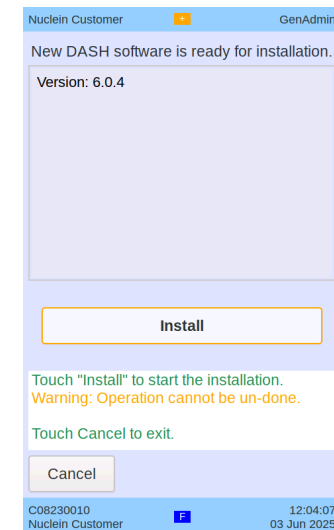 Nuclein Customer + GenAdmin
New DASH software is ready for installation.
Version: 6.0.4
Install
Touch "Install" to start the installation.
Warning: Operation cannot be un-done.
Touch Cancel to exit.
Cancel
C08230010 12:04:07
Nuclein Customer F 03 Jun 2025